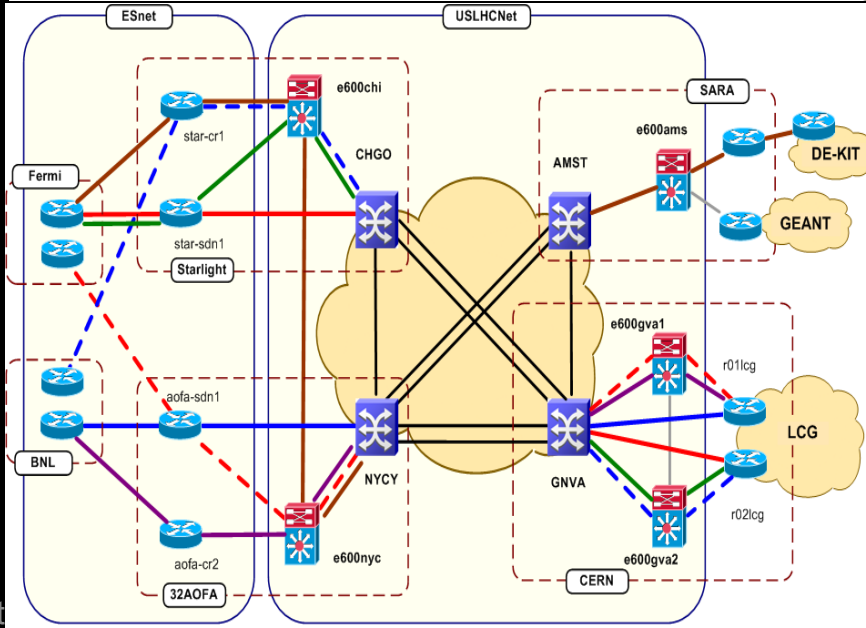 ESnet
USLHCNet
SARA
e600chi
e600ams
star-cr1
CHGO
AMST
DE-KIT
Fermi
GEANT
star-sdn1
Starlight
e600gva1
r01lcg
aofa-sdn1
LCG
BNL
NYCY
GNVA
r02lcg
aofa-cr2
e600nyc
e600gva2
32AOFA
CERN
t